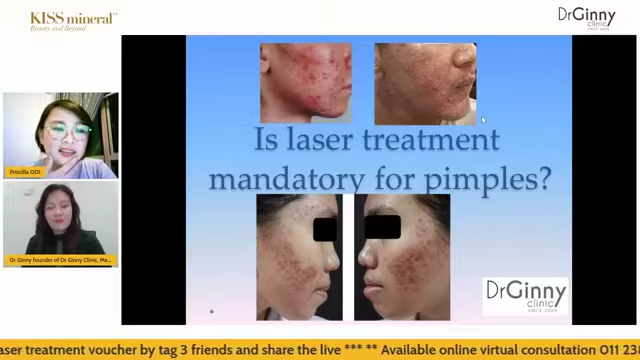 KISS mineral™
Beauty and Beyond
DrGinny
clinic
SINCE 2009
Is laser treatment
mandatory for pimples?
Priscilla OOI
Dr Ginny founder of Dr Ginny Clinic, Ma...
DrGinny
clinic
SINCE 2009
aser treatment voucher by tag 3 friends and share the live *** ** Available online virtual consultation 011 23